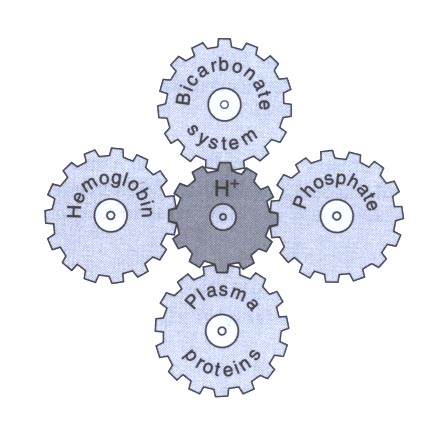 Bicarbonate
system
H⁺
Hemoglobin
Phosphate
Plasma
proteins